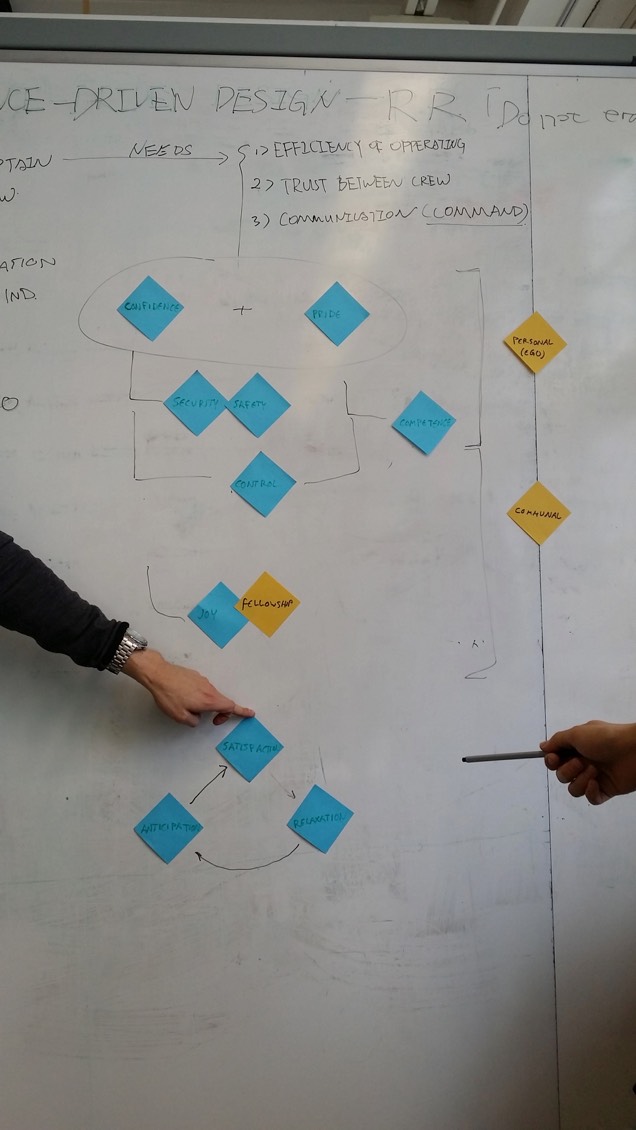 NCE-DRIVEN DESIGN-RR 「Do not era
PTAIN NEEDS 1) EFFICIENCY of OPPERATING
W.
2) TRUST BETWEEN CREW
3) COMMUNICATION (COMMAND)
ATION
IND.
CONFIDENCE + PRIDE
PERSONAL
(EGO)
SECURITY SAFETY
COMPETENCE
O
CONTROL
COMMUNAL
JOY FELLOWSHIP
SATISFACTION
ANTICIPATION
RELAXATION